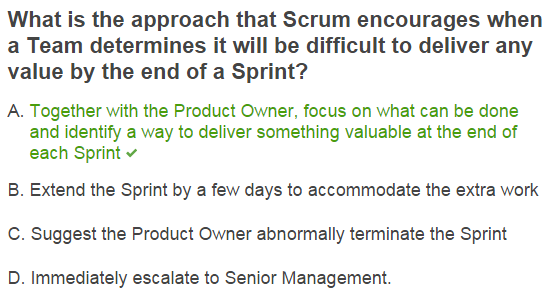 What is the approach that Scrum encourages when
a Team determines it will be difficult to deliver any
value by the end of a Sprint?
A. Together with the Product Owner, focus on what can be done
and identify a way to deliver something valuable at the end of
each Sprint ✓
B. Extend the Sprint by a few days to accommodate the extra work
C. Suggest the Product Owner abnormally terminate the Sprint
D. Immediately escalate to Senior Management.